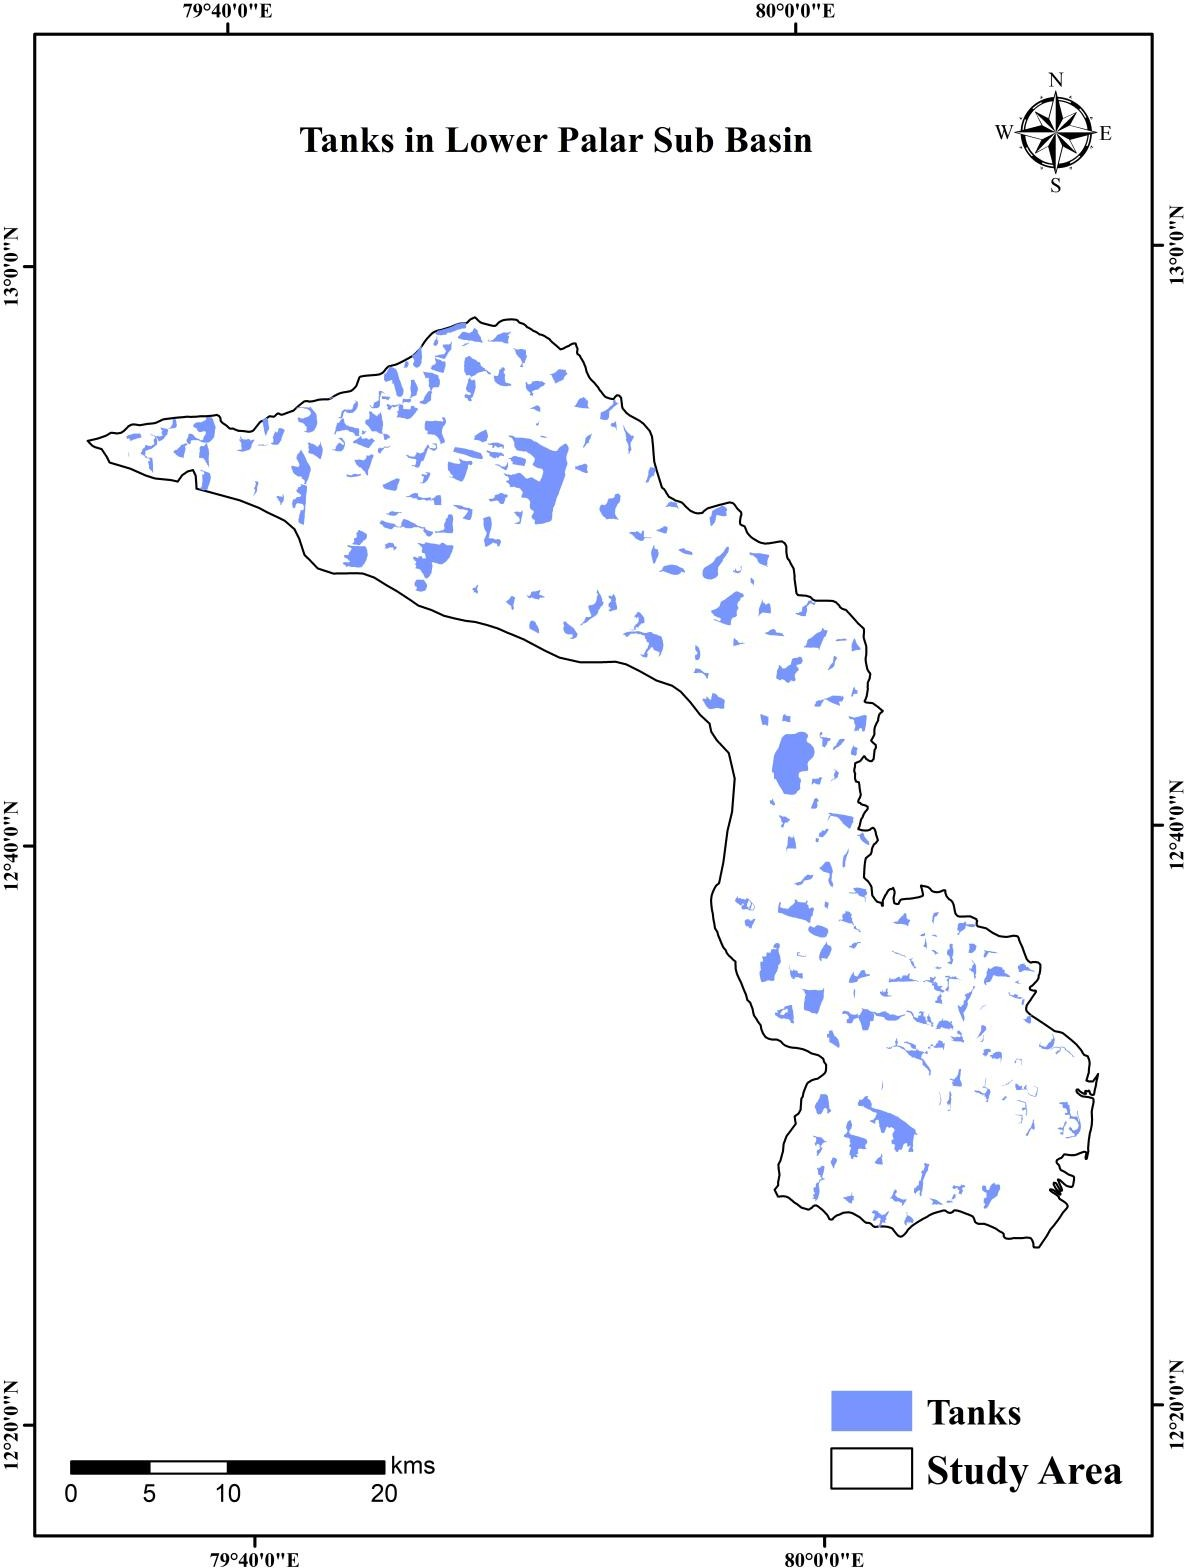 79°40'0"E 80°0'0"E
N
W E
S
Tanks in Lower Palar Sub Basin
13°0'0"N 13°0'0"N
12°40'0"N 12°40'0"N
12°20'0"N 12°20'0"N
Tanks
Study Area
kms
0 5 10 20
79°40'0"E 80°0'0"E